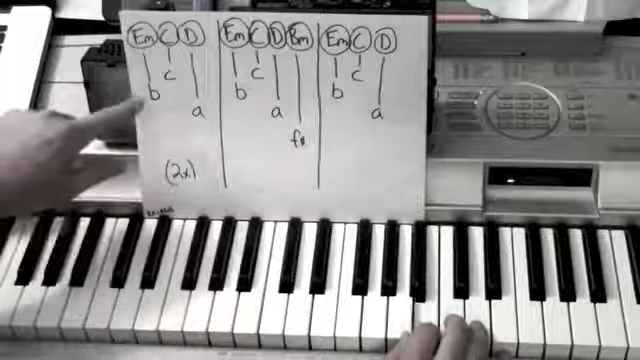 Em C D Em C D Bm Em C D
c c c
b b b
a a a
f#
(2x)